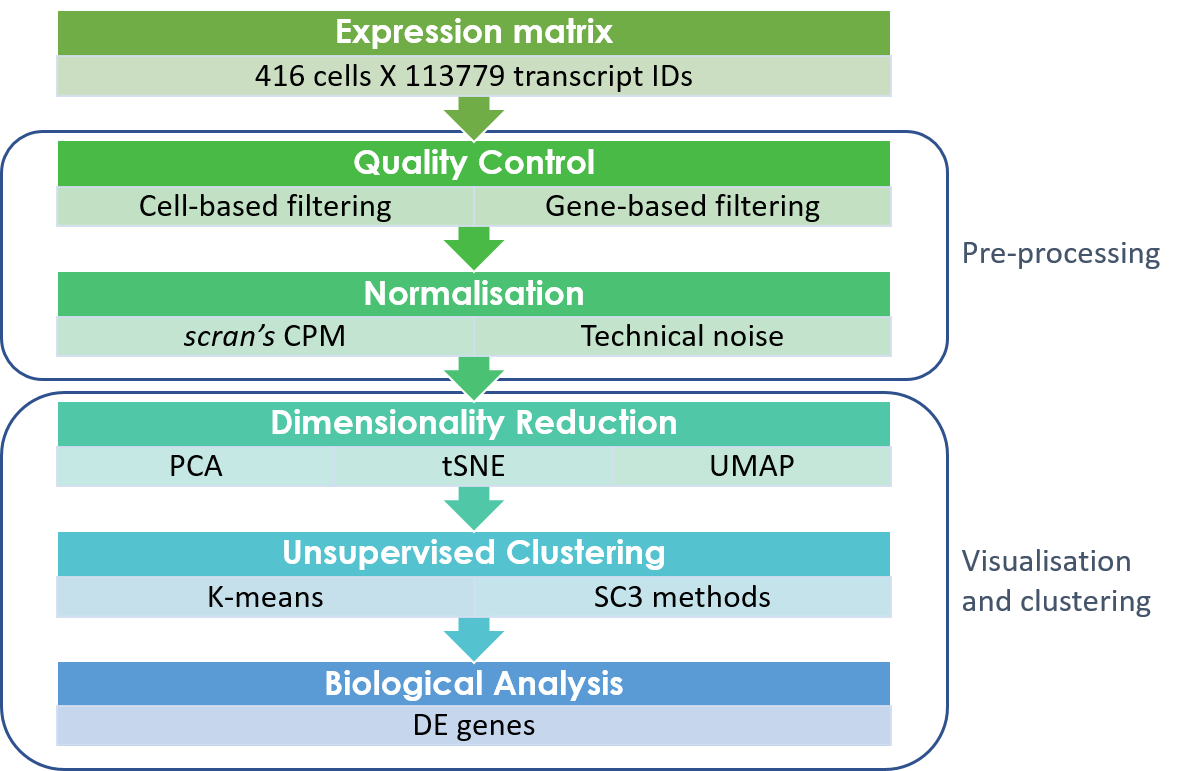 Expression matrix
416 cells X 113779 transcript IDs
Quality Control
Cell-based filtering
Gene-based filtering
Pre-processing
Normalisation
scran’s CPM
Technical noise
Dimensionality Reduction
PCA
tSNE
UMAP
Unsupervised Clustering
K-means
SC3 methods
Visualisation
and clustering
Biological Analysis
DE genes